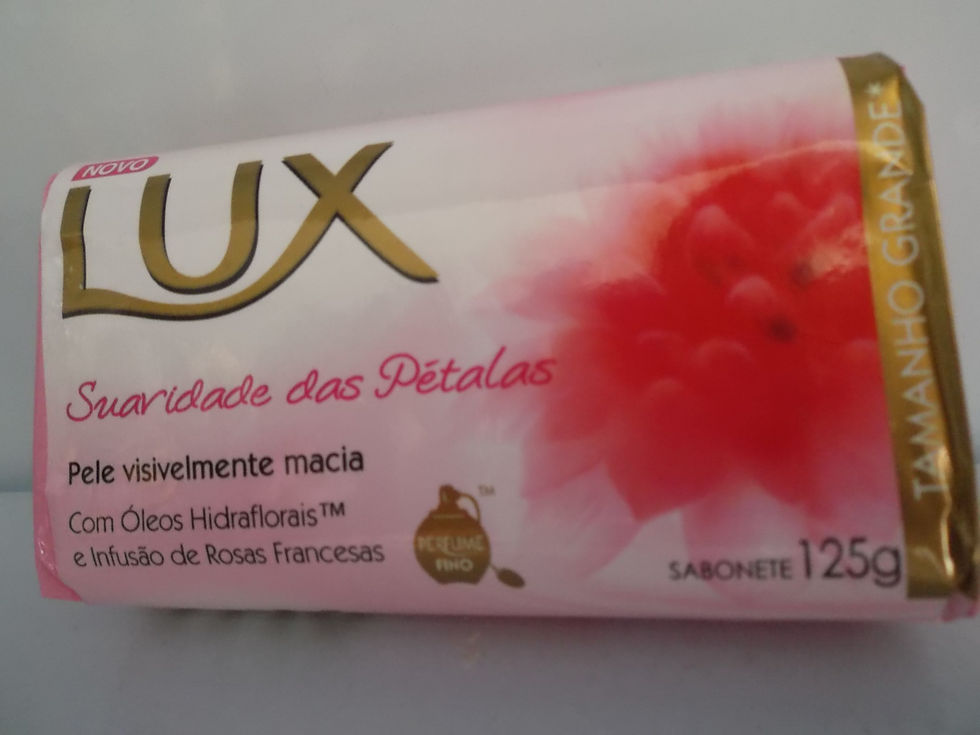 NOVO
LUX
Suavidade das Pétalas
Pele visivelmente macia
Com Óleos Hidraflorais™
e Infusão de Rosas Francesas
PERFUME ™
FINO
SABONETE 125g
TAMANHO GRANDE*